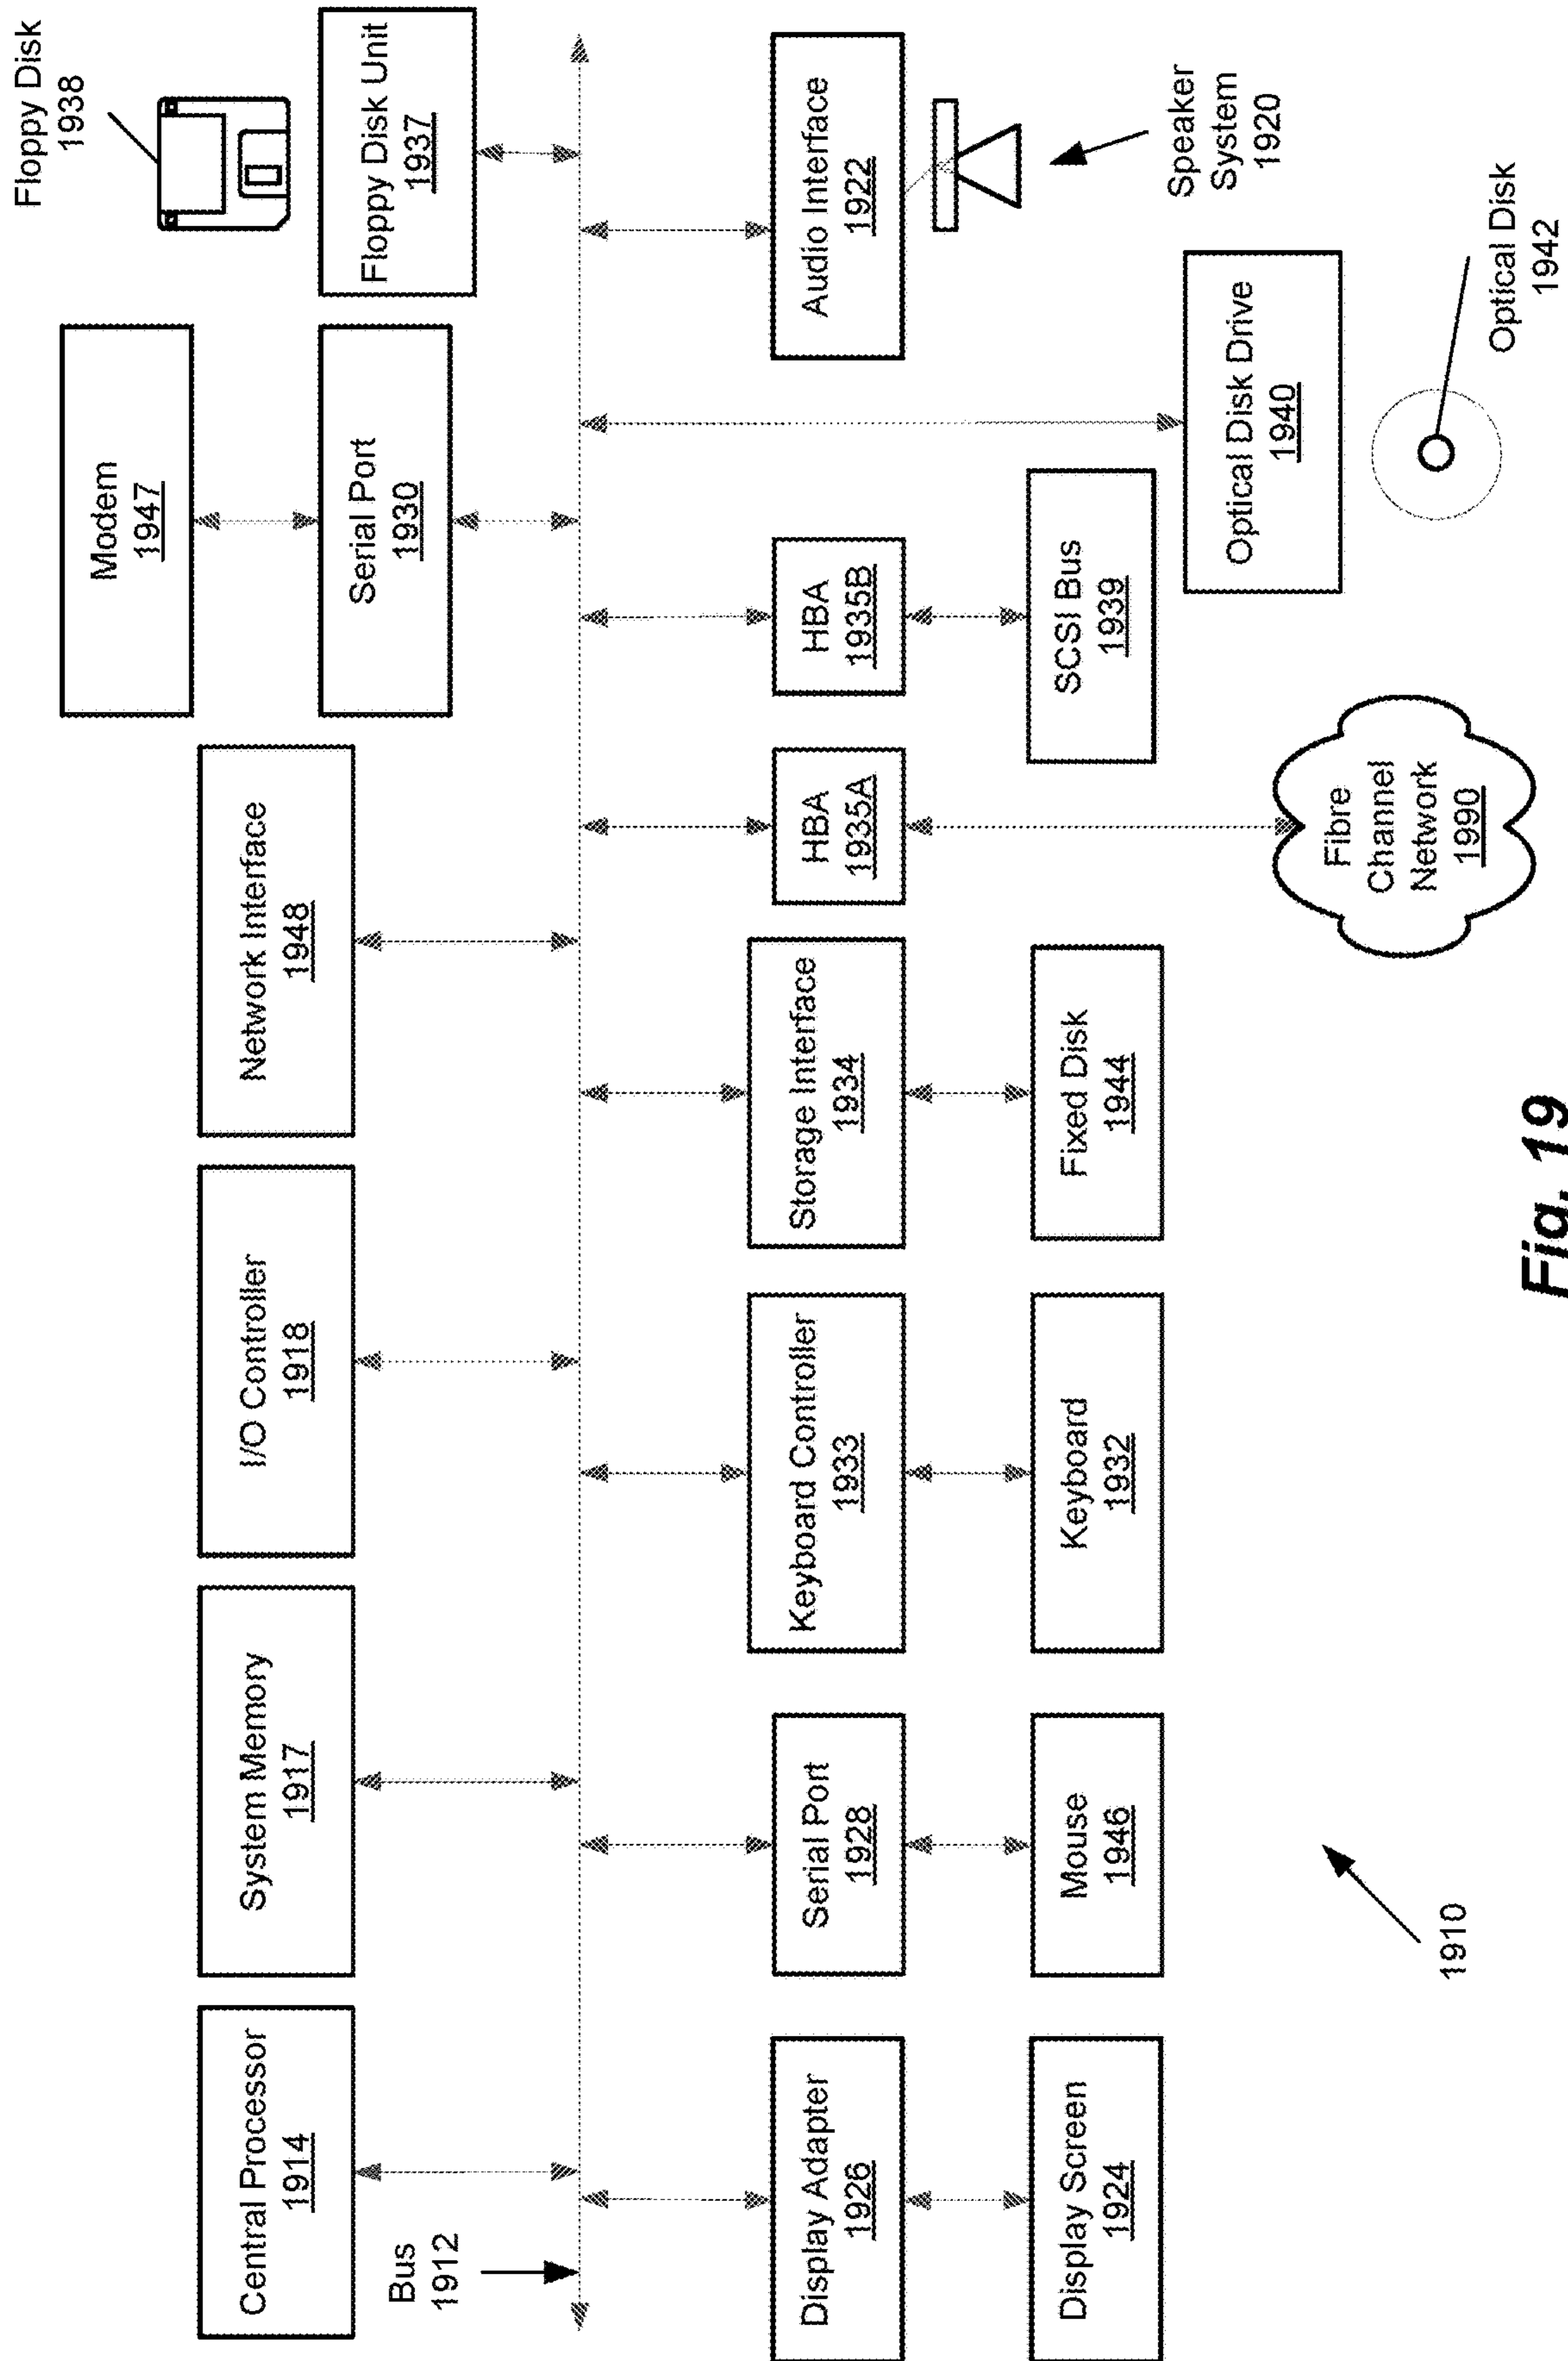 Central Processor
1914
System Memory
1917
I/O Controller
1918
Network Interface
1948
Modem
1947
Serial Port
1930
Floppy Disk
1938
Floppy Disk Unit
1937
Bus
1912
Display Adapter
1926
Display Screen
1924
Serial Port
1928
Mouse
1946
Keyboard Controller
1933
Keyboard
1932
Storage Interface
1934
Fixed Disk
1944
HBA
1935A
HBA
1935B
SCSI Bus
1939
Fibre
Channel
Network
1990
Audio Interface
1922
Speaker
System
1920
Optical Disk Drive
1940
Optical Disk
1942
1910
Fig. 19